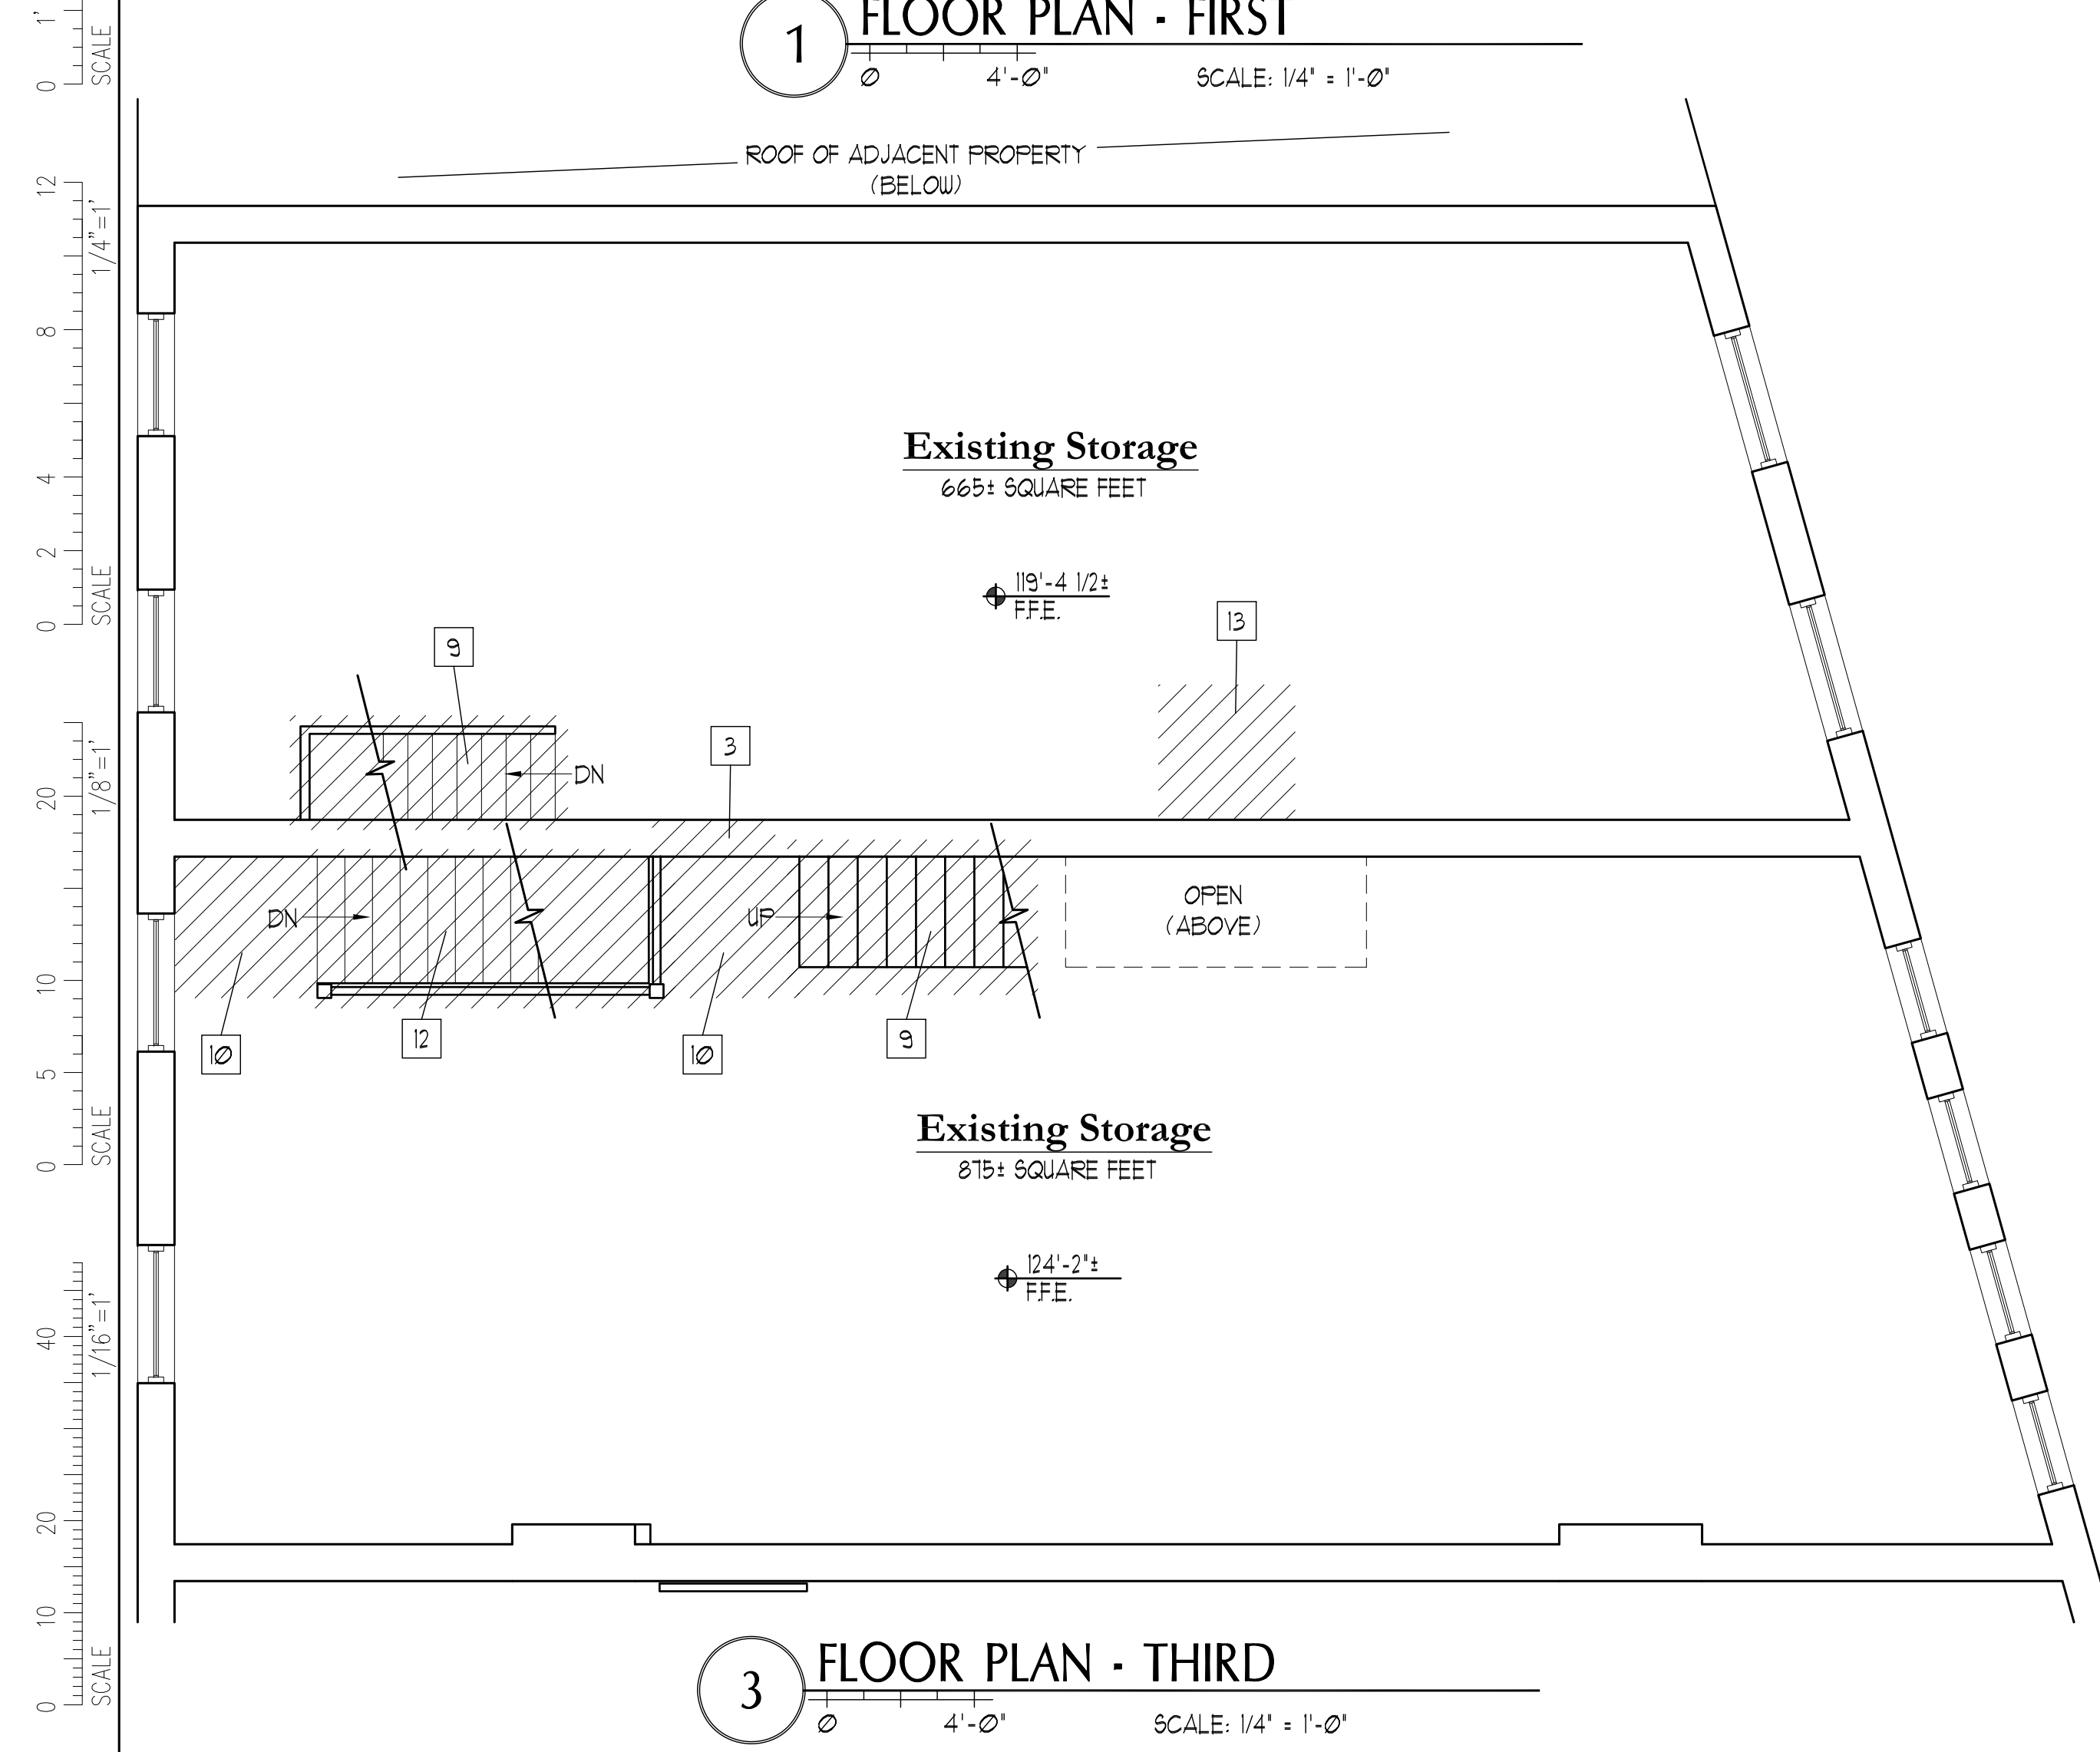 FLOOR PLAN - FIRST
1
Ø 4'-Ø" SCALE: 1/4" = 1'-Ø"
ROOF OF ADJACENT PROPERTY
(BELOW)
Existing Storage
665± SQUARE FEET
119'-4 1/2±
F.F.E.
13
9
3
DN
DN
UP
OPEN
(ABOVE)
1Ø
12
1Ø
9
Existing Storage
875± SQUARE FEET
124'-2"±
F.F.E.
3
FLOOR PLAN - THIRD
Ø 4'-Ø" SCALE: 1/4" = 1'-Ø"
0 1'
SCALE
0 2 4 8 12
SCALE 1/4"=1'
0 5 10 20
SCALE 1/8"=1'
0 10 20 40
SCALE 1/16"=1'